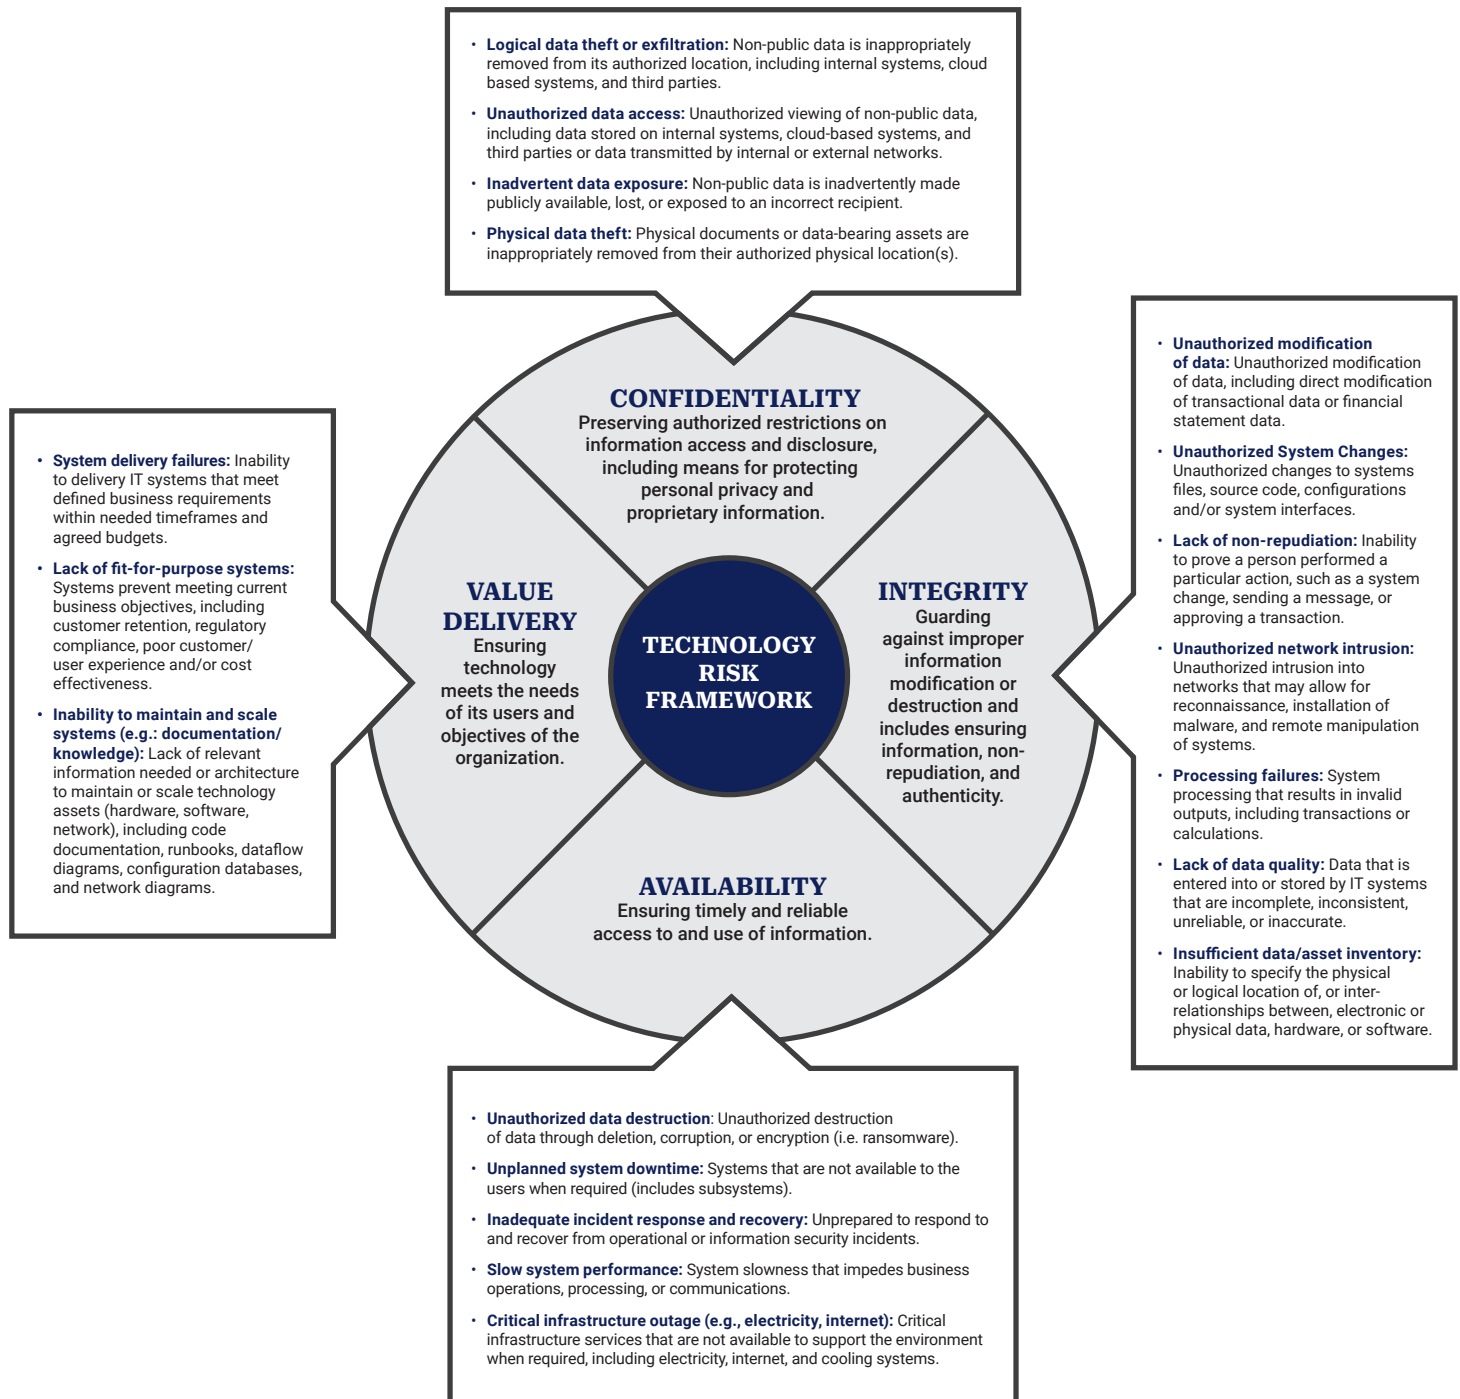 • Logical data theft or exfiltration: Non-public data is inappropriately
removed from its authorized location, including internal systems, cloud
based systems, and third parties.
• Unauthorized data access: Unauthorized viewing of non-public data,
including data stored on internal systems, cloud-based systems, and
third parties or data transmitted by internal or external networks.
• Inadvertent data exposure: Non-public data is inadvertently made
publicly available, lost, or exposed to an incorrect recipient.
• Physical data theft: Physical documents or data-bearing assets are
inappropriately removed from their authorized physical location(s).
CONFIDENTIALITY
Preserving authorized restrictions on
information access and disclosure,
including means for protecting
personal privacy and
proprietary information.
• System delivery failures: Inability
to delivery IT systems that meet
defined business requirements
within needed timeframes and
agreed budgets.
• Lack of fit-for-purpose systems:
Systems prevent meeting current
business objectives, including
customer retention, regulatory
compliance, poor customer/
user experience and/or cost
effectiveness.
• Inability to maintain and scale
systems (e.g.: documentation/
knowledge): Lack of relevant
information needed or architecture
to maintain or scale technology
assets (hardware, software,
network), including code
documentation, runbooks, dataflow
diagrams, configuration databases,
and network diagrams.
VALUE
DELIVERY
Ensuring
technology
meets the needs
of its users and
objectives of the
organization.
TECHNOLOGY
RISK
FRAMEWORK
INTEGRITY
Guarding
against improper
information
modification or
destruction and
includes ensuring
information, non-
repudiation, and
authenticity.
• Unauthorized modification
of data: Unauthorized modification
of data, including direct modification
of transactional data or financial
statement data.
• Unauthorized System Changes:
Unauthorized changes to systems
files, source code, configurations
and/or system interfaces.
• Lack of non-repudiation: Inability
to prove a person performed a
particular action, such as a system
change, sending a message, or
approving a transaction.
• Unauthorized network intrusion:
Unauthorized intrusion into
networks that may allow for
reconnaissance, installation of
malware, and remote manipulation
of systems.
• Processing failures: System
processing that results in invalid
outputs, including transactions or
calculations.
• Lack of data quality: Data that is
entered into or stored by IT systems
that are incomplete, inconsistent,
unreliable, or inaccurate.
• Insufficient data/asset inventory:
Inability to specify the physical
or logical location of, or inter-
relationships between, electronic or
physical data, hardware, or software.
AVAILABILITY
Ensuring timely and reliable
access to and use of information.
• Unauthorized data destruction: Unauthorized destruction
of data through deletion, corruption, or encryption (i.e. ransomware).
• Unplanned system downtime: Systems that are not available to the
users when required (includes subsystems).
• Inadequate incident response and recovery: Unprepared to respond to
and recover from operational or information security incidents.
• Slow system performance: System slowness that impedes business
operations, processing, or communications.
• Critical infrastructure outage (e.g., electricity, internet): Critical
infrastructure services that are not available to support the environment
when required, including electricity, internet, and cooling systems.